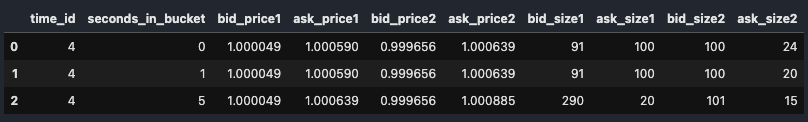 time_id seconds_in_bucket bid_price1 ask_price1 bid_price2 ask_price2 bid_size1 ask_size1 bid_size2 ask_size2
0 4 0 1.000049 1.000590 0.999656 1.000639 91 100 100 24
1 4 1 1.000049 1.000590 0.999656 1.000639 91 100 100 20
2 4 5 1.000049 1.000639 0.999656 1.000885 290 20 101 15